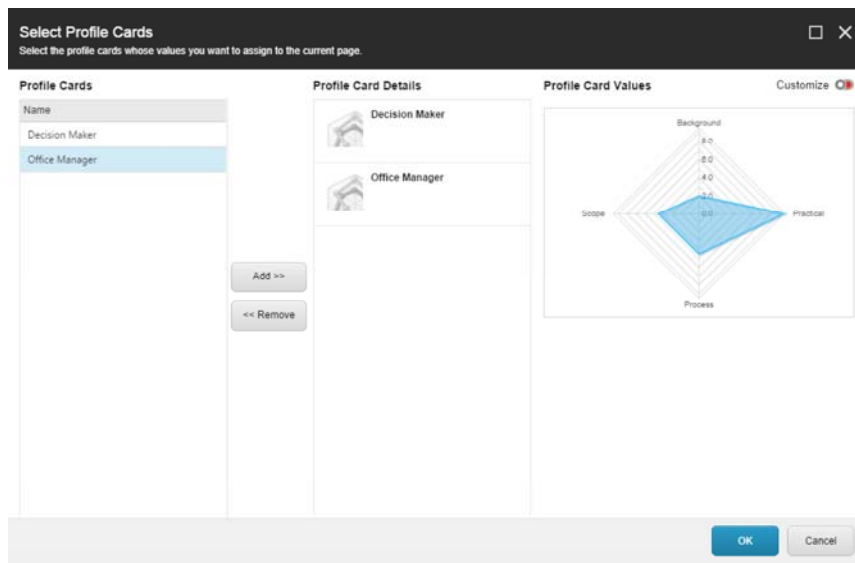 Select Profile Cards
Select the profile cards whose values you want to assign to the current page.
Profile Cards
Name
Decision Maker
Office Manager
Add >>
<< Remove
Profile Card Details
Decision Maker
Office Manager
Profile Card Values
Customize
Background
8.0
6.0
4.0
2.0
0.0
Scope
Practical
Process
OK
Cancel